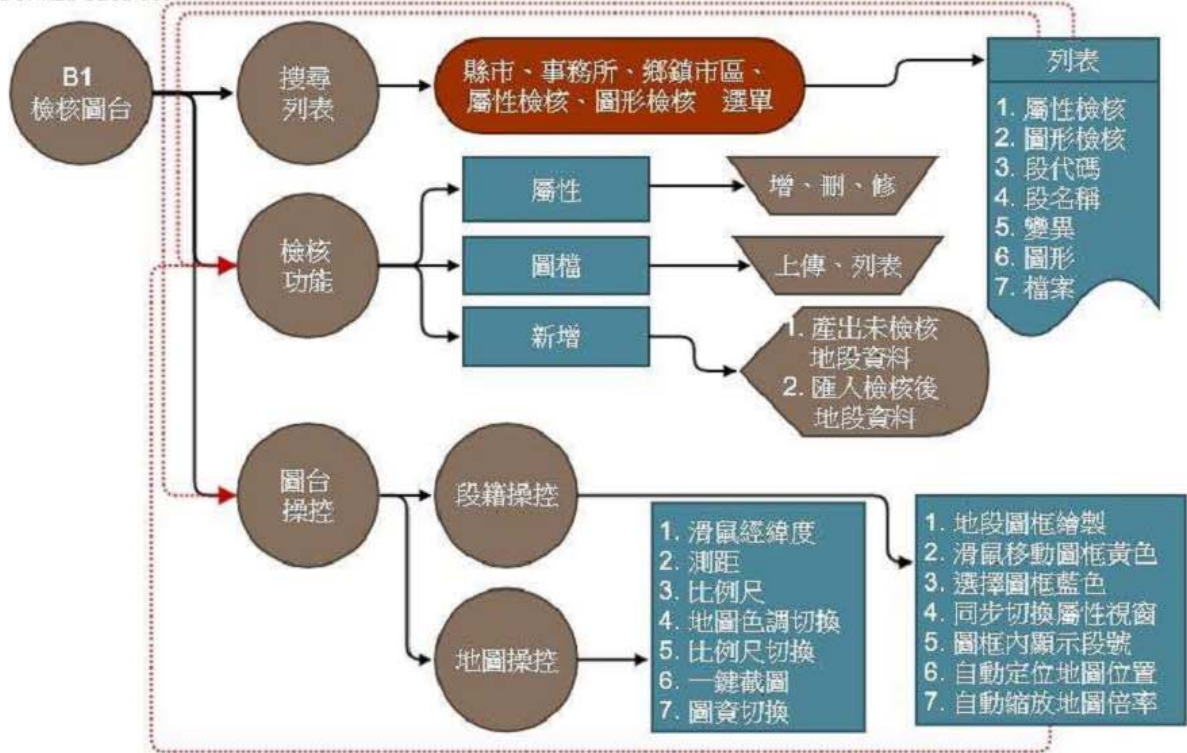 B1
檢核圖台
搜尋
列表
縣市、事務所、鄉鎮市區、
屬性檢核、圖形檢核 選單
列表
1. 屬性檢核
2. 圖形檢核
3. 段代碼
4. 段名稱
5. 變異
6. 圖形
7. 檔案
檢核
功能
屬性
增、刪、修
圖檔
上傳、列表
新增
1. 產出未檢核
地段資料
2. 匯入檢核後
地段資料
圖台
操控
段籍操控
地圖操控
1. 滑鼠經緯度
2. 測距
3. 比例尺
4. 地圖色調切換
5. 比例尺切換
6. 一鍵截圖
7. 圖資切換
1. 地段圖框繪製
2. 滑鼠移動圖框黃色
3. 選擇圖框藍色
4. 同步切換屬性視窗
5. 圖框內顯示段號
6. 自動定位地圖位置
7. 自動縮放地圖倍率